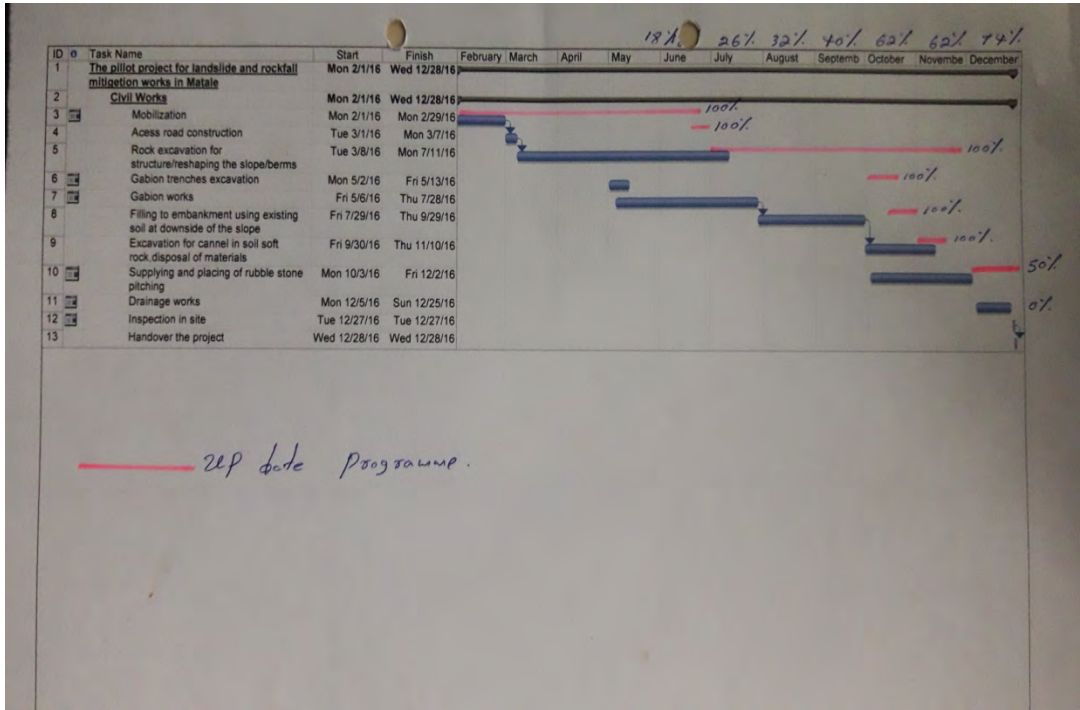 18% 26% 32% 40% 62% 62% 74%
ID Task Name Start Finish February March April May June July August Septemb October Novembe December
1 The pillot project for landslide and rockfall Mon 2/1/16 Wed 12/28/16
mitigetion works in Matale
2 Civil Works Mon 2/1/16 Wed 12/28/16
3 Mobilization Mon 2/1/16 Mon 2/29/16 100%
4 Acess road construction Tue 3/1/16 Mon 3/7/16 100%
5 Rock excavation for Tue 3/8/16 Mon 7/11/16 100%
structure/reshaping the slope/berms
6 Gabion trenches excavation Mon 5/2/16 Fri 5/13/16 100%
7 Gabion works Fri 5/6/16 Thu 7/28/16
8 Filling to embankment using existing Fri 7/29/16 Thu 9/29/16 100%
soil at downside of the slope
9 Excavation for cannel in soil soft Fri 9/30/16 Thu 11/10/16 100%
rock,disposal of materials
10 Supplying and placing of rubble stone Mon 10/3/16 Fri 12/2/16 50%
pitching
11 Drainage works Mon 12/5/16 Sun 12/25/16 0%
12 Inspection in site Tue 12/27/16 Tue 12/27/16
13 Handover the project Wed 12/28/16 Wed 12/28/16
up date programme.